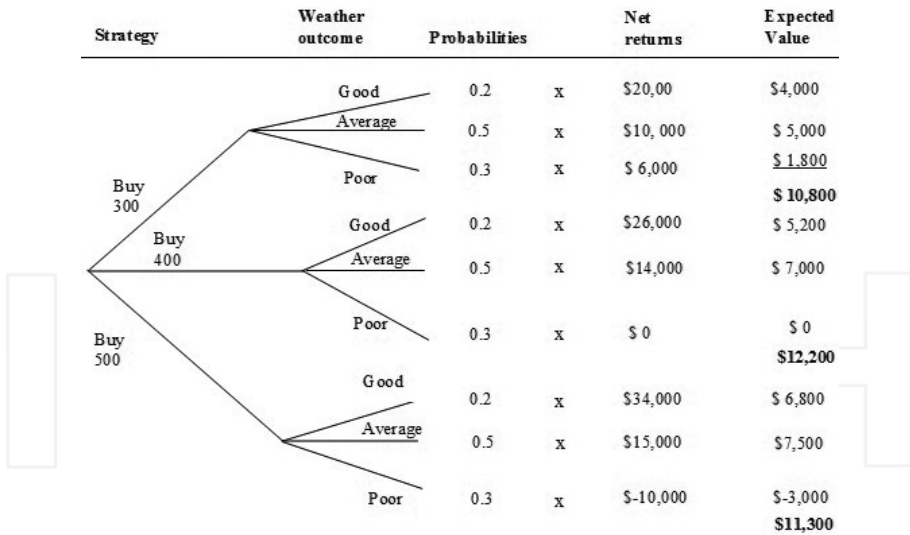 Strategy Weather outcome Probabilities Net returns Expected Value
Good 0.2 x $20,00 $4,000
Average 0.5 x $10, 000 $ 5,000
Poor 0.3 x $ 6,000 $ 1,800
$ 10,800
Buy 300
Good 0.2 x $26,000 $ 5,200
Buy 400
Average 0.5 x $14,000 $ 7,000
Poor 0.3 x $ 0 $ 0
$12,200
Buy 500
Good 0.2 x $34,000 $ 6,800
Average 0.5 x $15,000 $7,500
Poor 0.3 x $-10,000 $-3,000
$11,300